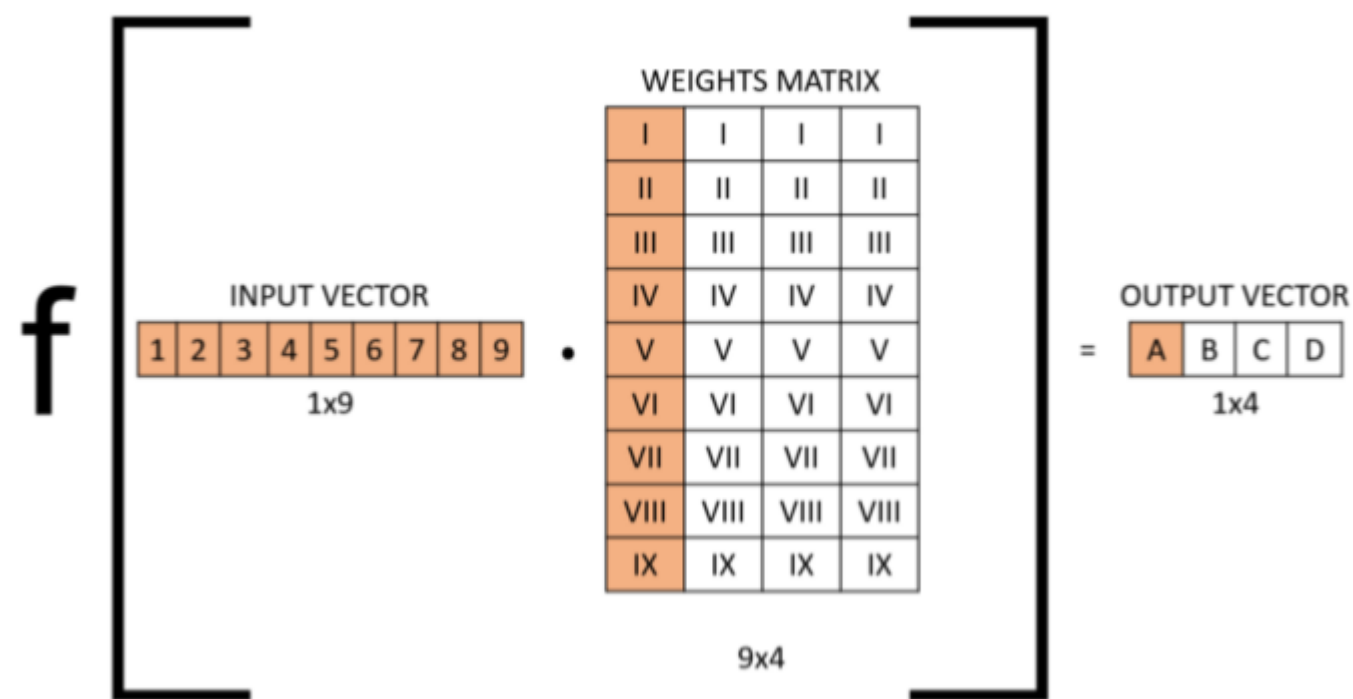 WEIGHTS MATRIX
I I I I
II II II II
III III III III
INPUT VECTOR
IV IV IV IV
OUTPUT VECTOR
f
1 2 3 4 5 6 7 8 9
•
V V V V
=
A B C D
1x9
VI VI VI VI
1x4
VII VII VII VII
VIII VIII VIII VIII
IX IX IX IX
9x4